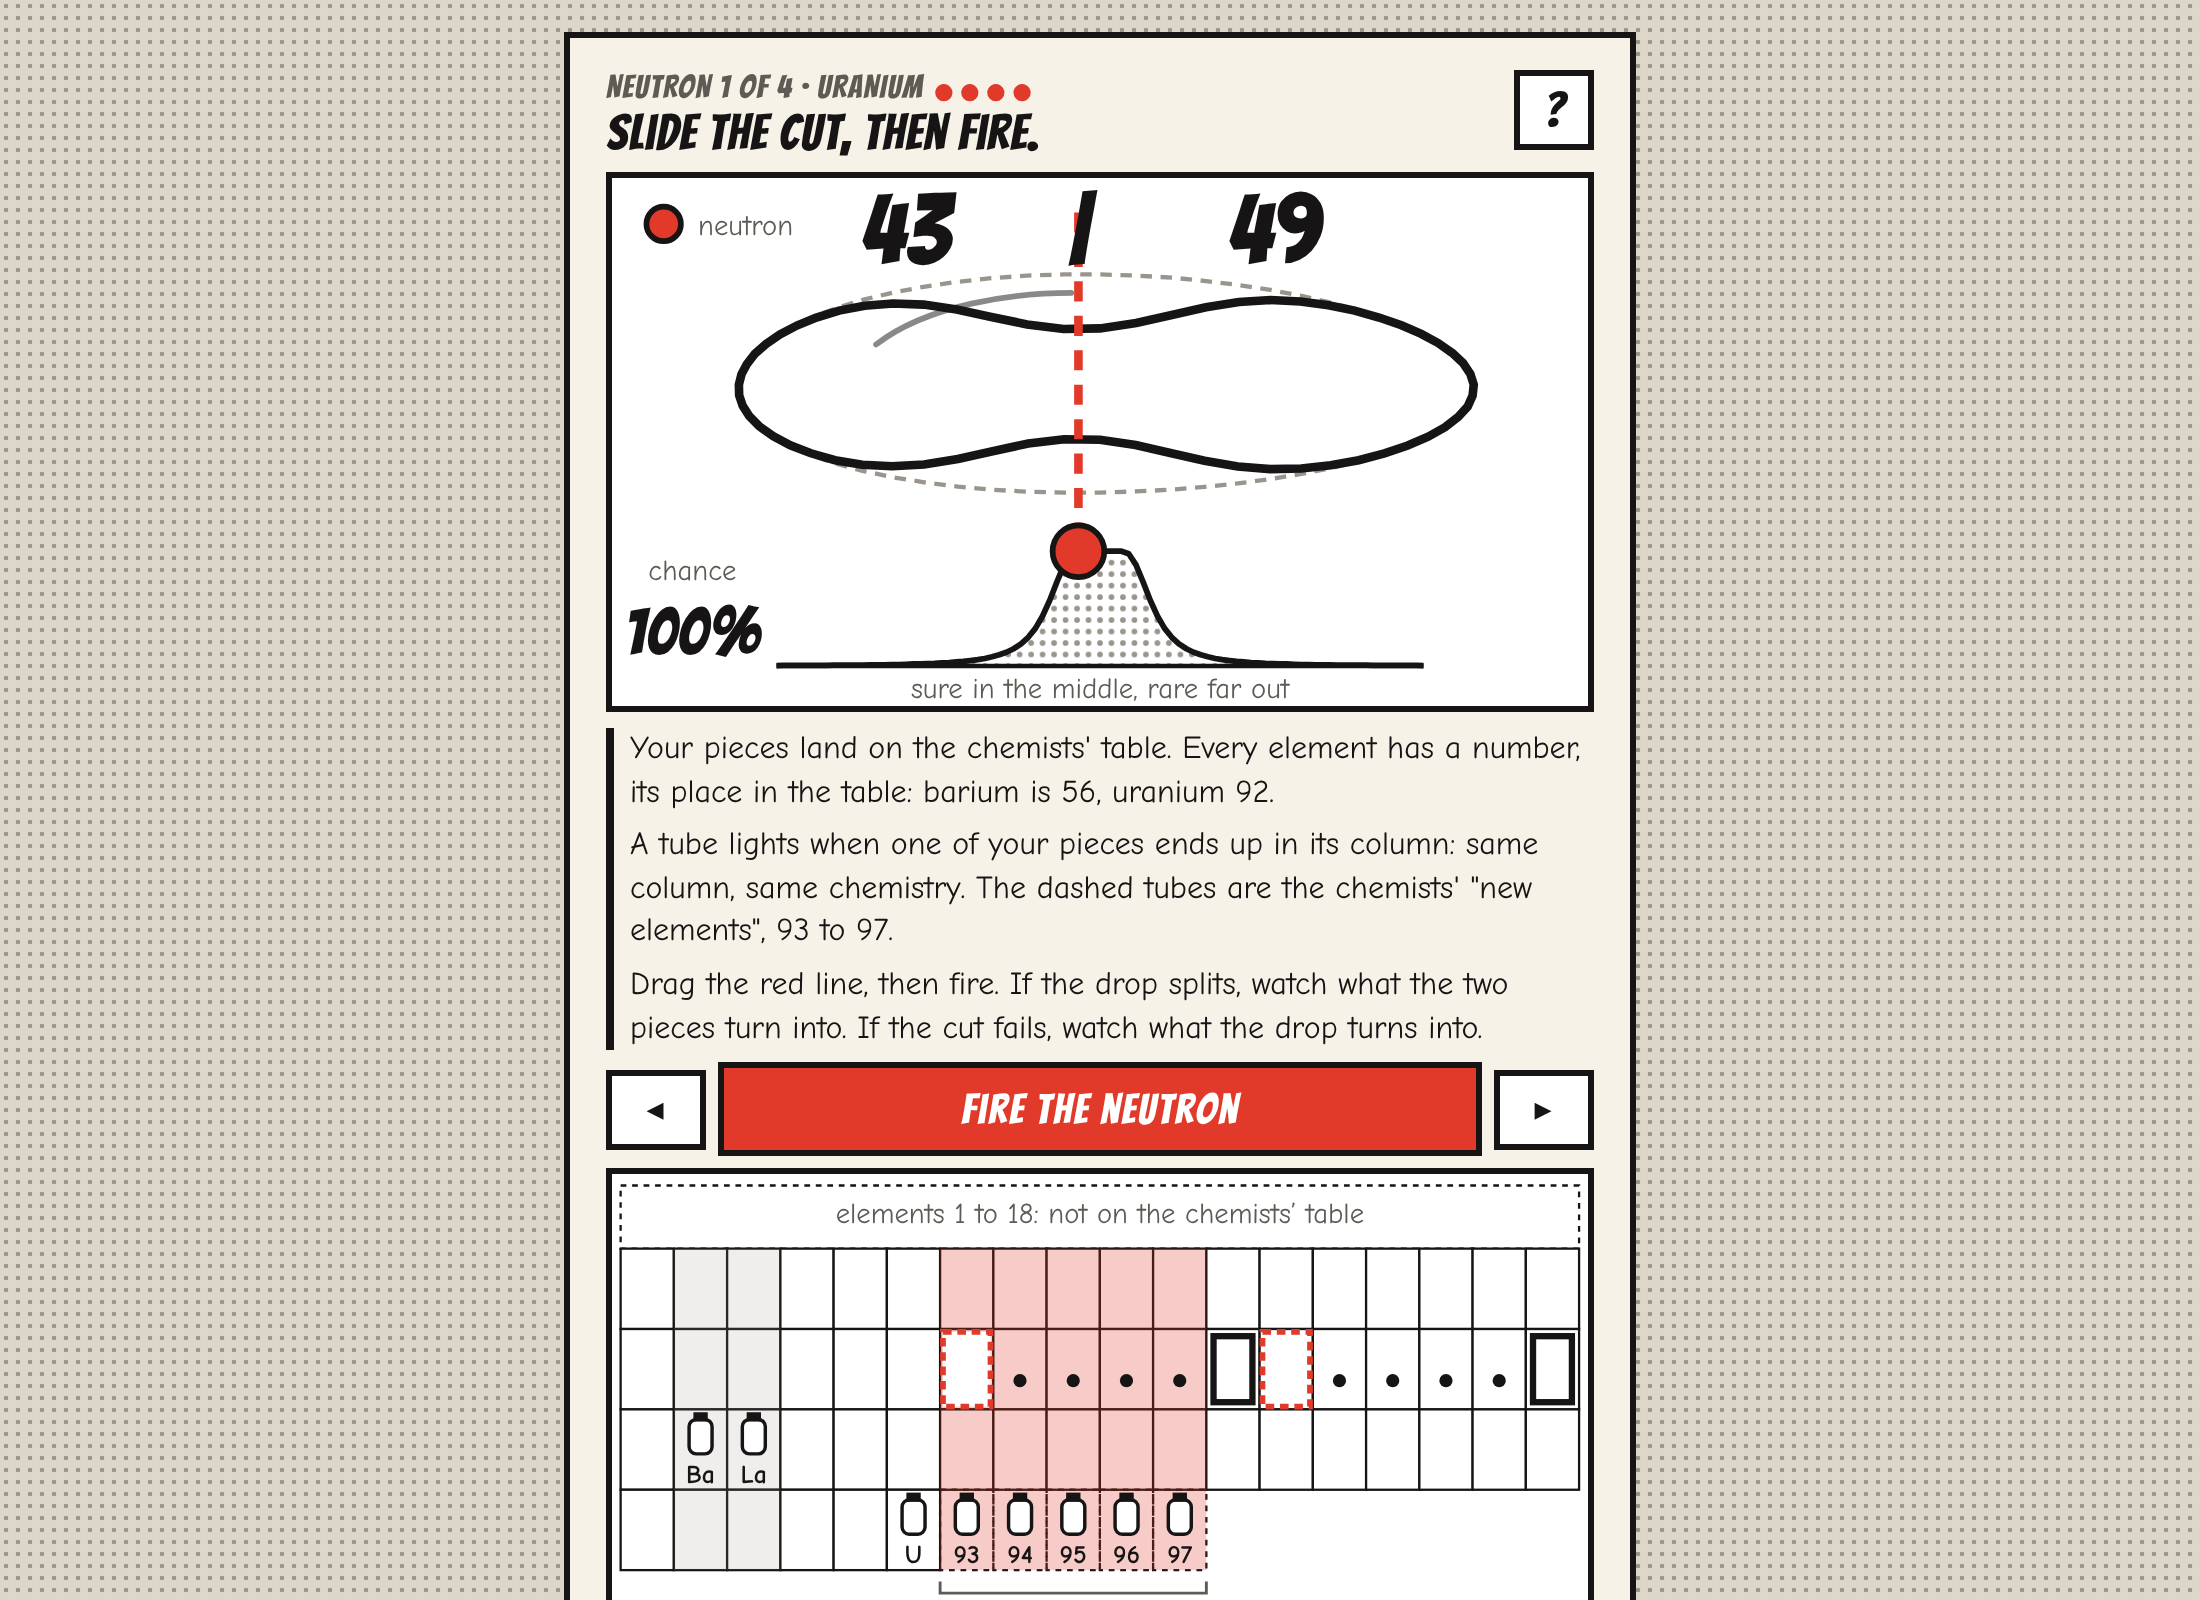 NEUTRON 1 OF 4 · URANIUM
SLIDE THE CUT, THEN FIRE.
?
neutron
43 / 49
chance
100%
sure in the middle, rare far out
Your pieces land on the chemists' table. Every element has a number,
its place in the table: barium is 56, uranium 92.
A tube lights when one of your pieces ends up in its column: same
column, same chemistry. The dashed tubes are the chemists' "new
elements", 93 to 97.
Drag the red line, then fire. If the drop splits, watch what the two
pieces turn into. If the cut fails, watch what the drop turns into.
◄ FIRE THE NEUTRON ►
elements 1 to 18: not on the chemists' table
Ba La
U 93 94 95 96 97